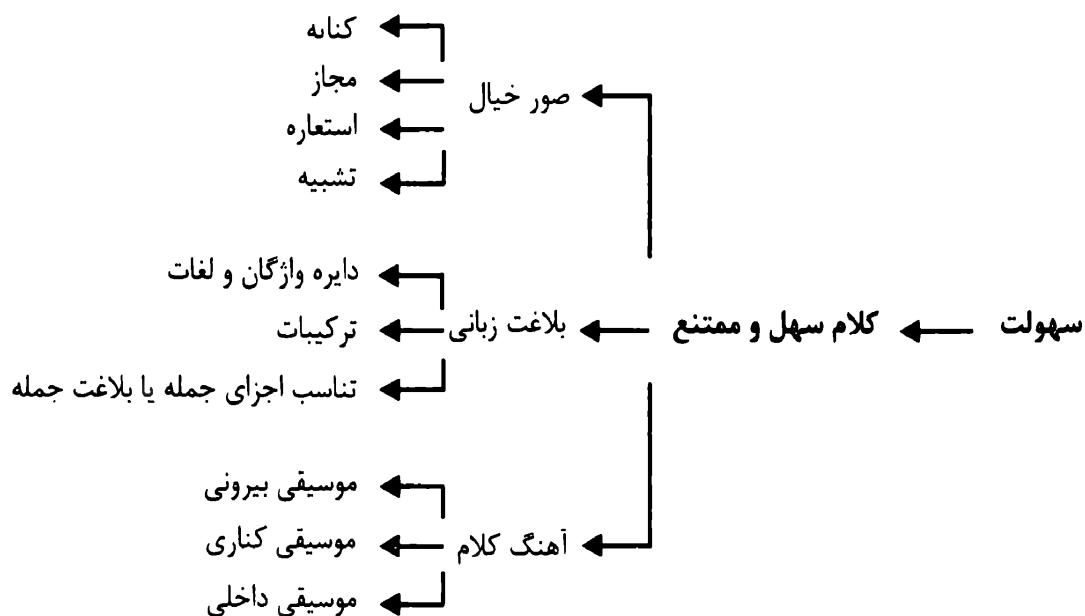 سهولت
کلام سهل و ممتنع
صور خیال
کنایه
مجاز
استعاره
تشبیه
بلاغت زبانی
دایره واژگان و لغات
ترکیبات
تناسب اجزای جمله یا بلاغت جمله
آهنگ کلام
موسیقی بیرونی
موسیقی کناری
موسیقی داخلی